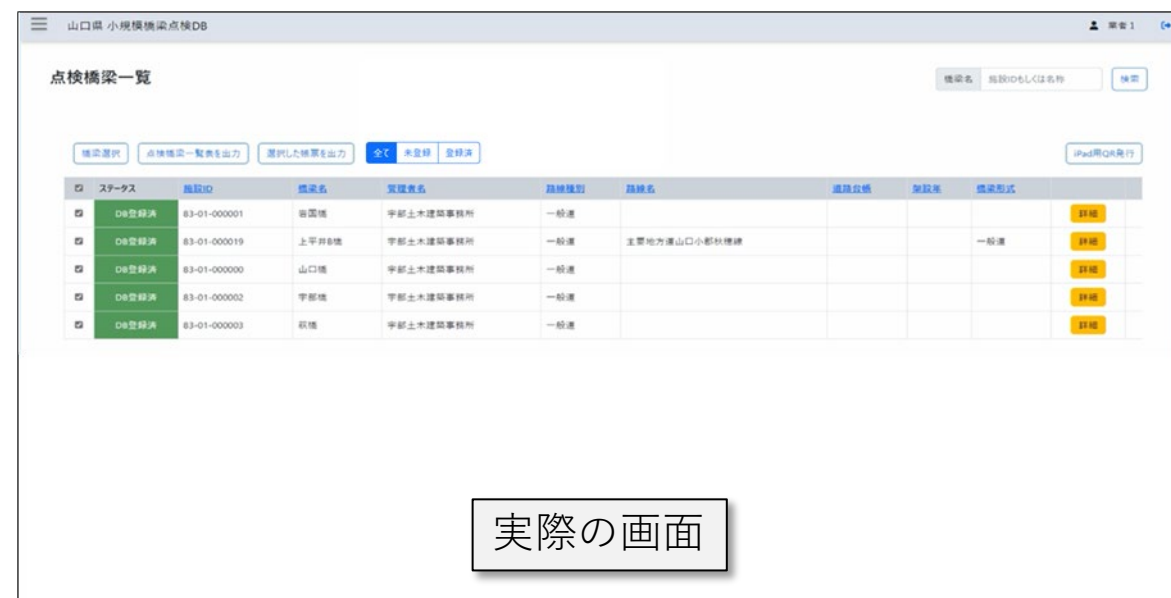 山口県 小規模橋梁点検DB 業者1
点検橋梁一覧
橋梁名 施設IDもしくは名称 検索
橋梁選択 点検橋梁一覧表を出力 選択した帳票を出力 全て 未登録 登録済 iPad用QR発行
ステータス 施設ID 橋梁名 管理者名 路線種別 路線名 道路台帳 架設年 橋梁形式
DB登録済 83-01-000001 岩国橋 宇部土木建築事務所 一般道 詳細
DB登録済 83-01-000019 上平井B橋 宇部土木建築事務所 一般道 主要地方道山口小郡秋穂線 一般道 詳細
DB登録済 83-01-000000 山口橋 宇部土木建築事務所 一般道 詳細
DB登録済 83-01-000002 宇部橋 宇部土木建築事務所 一般道 詳細
DB登録済 83-01-000003 萩橋 宇部土木建築事務所 一般道 詳細
実際の画面